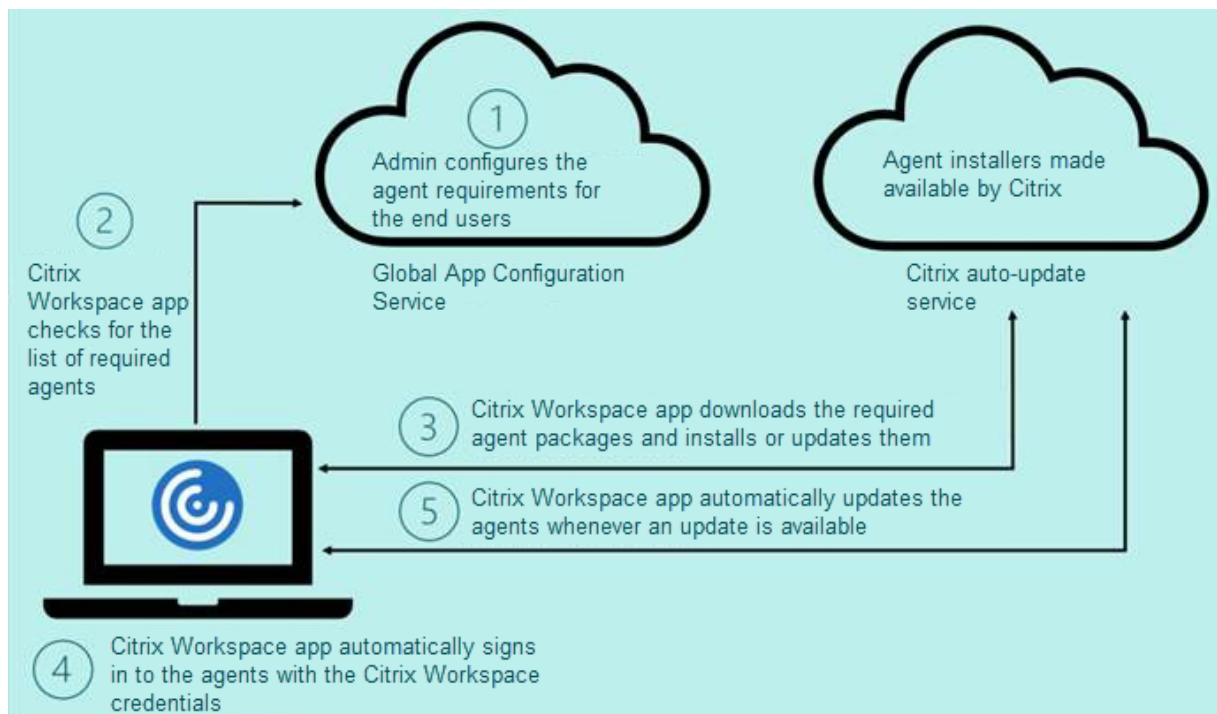 1
Admin configures the
agent requirements for
the end users
Global App Configuration
Service
Agent installers made
available by Citrix
Citrix auto-update
service
2
Citrix
Workspace app
checks for the
list of required
agents
3
Citrix Workspace app downloads the required
agent packages and installs or updates them
5
Citrix Workspace app automatically updates the
agents whenever an update is available
4
Citrix Workspace app automatically signs
in to the agents with the Citrix Workspace
credentials